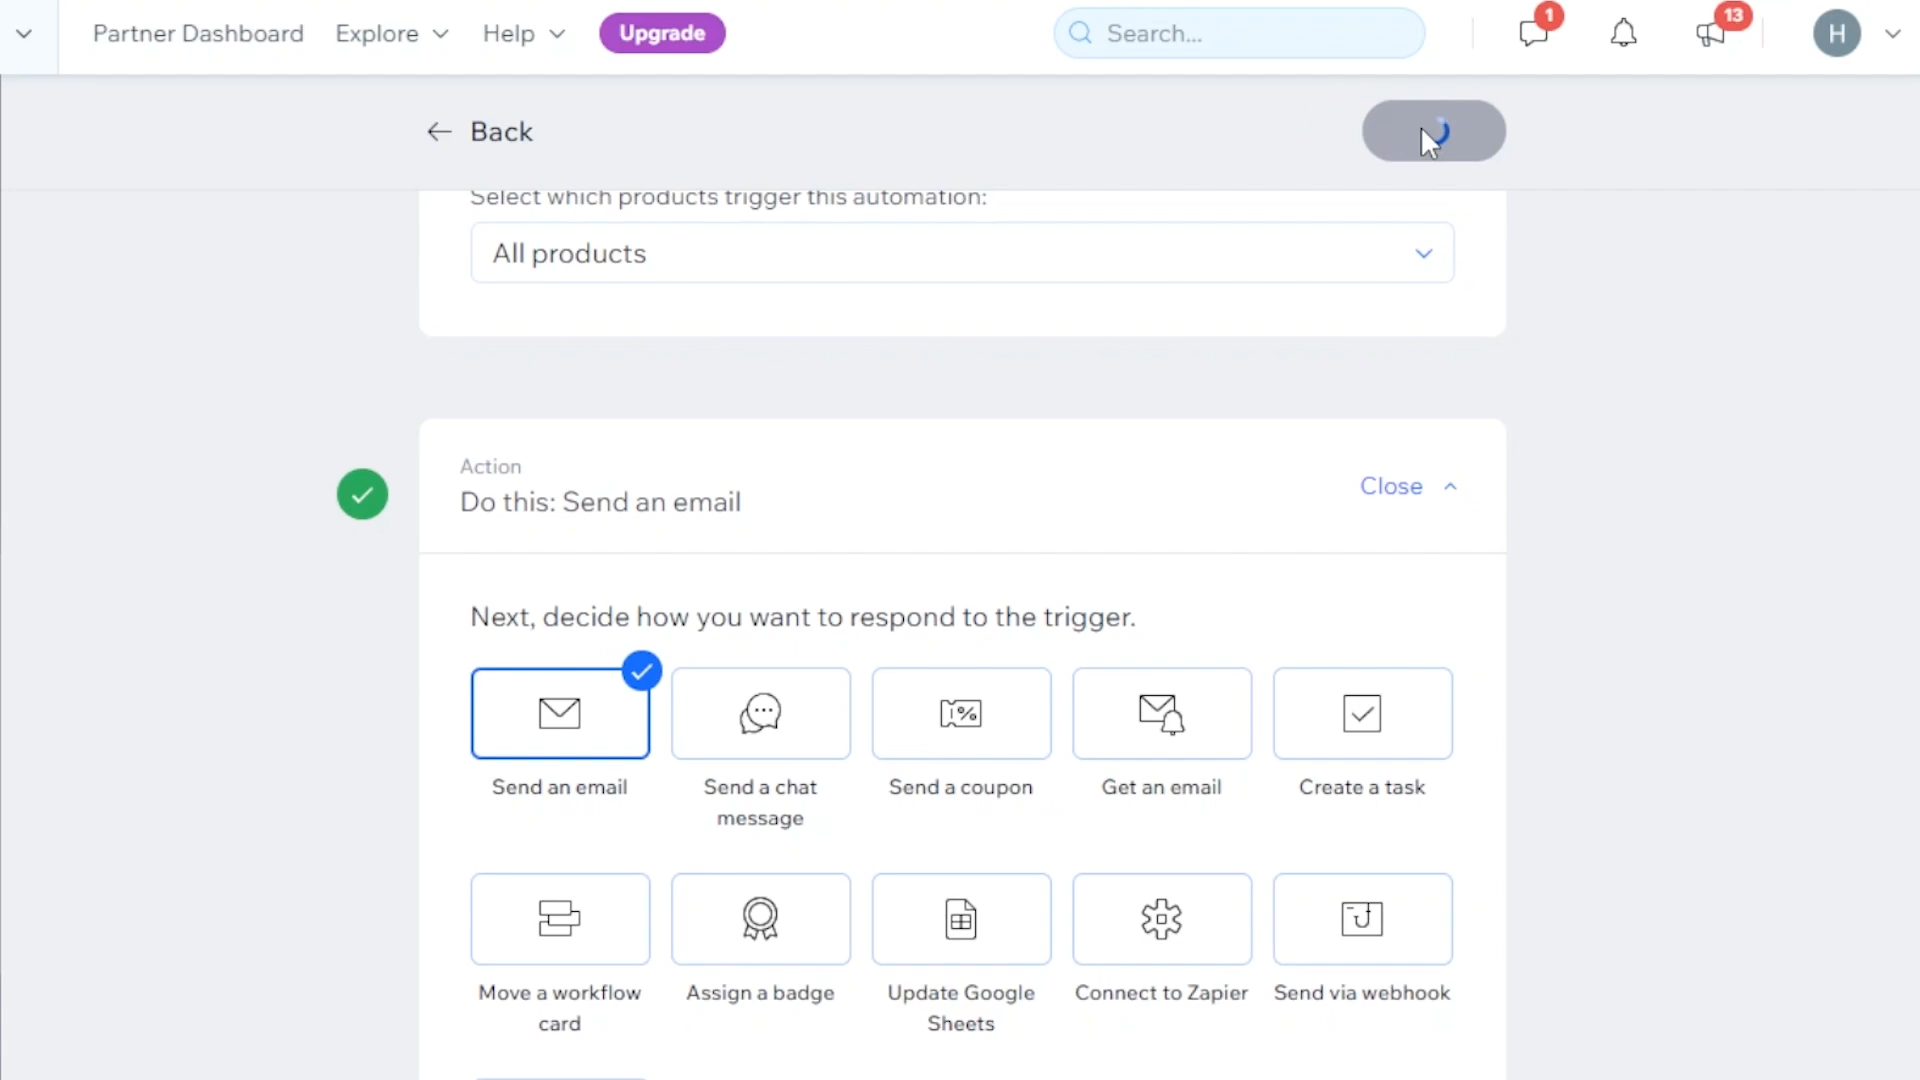 Partner Dashboard Explore Help Upgrade Search... 1 13 H
Back
Select which products trigger this automation:
All products
Action
Do this: Send an email
Close
Next, decide how you want to respond to the trigger.
Send an email
Send a chat
message
Send a coupon
Get an email
Create a task
Move a workflow
card
Assign a badge
Update Google
Sheets
Connect to Zapier
Send via webhook